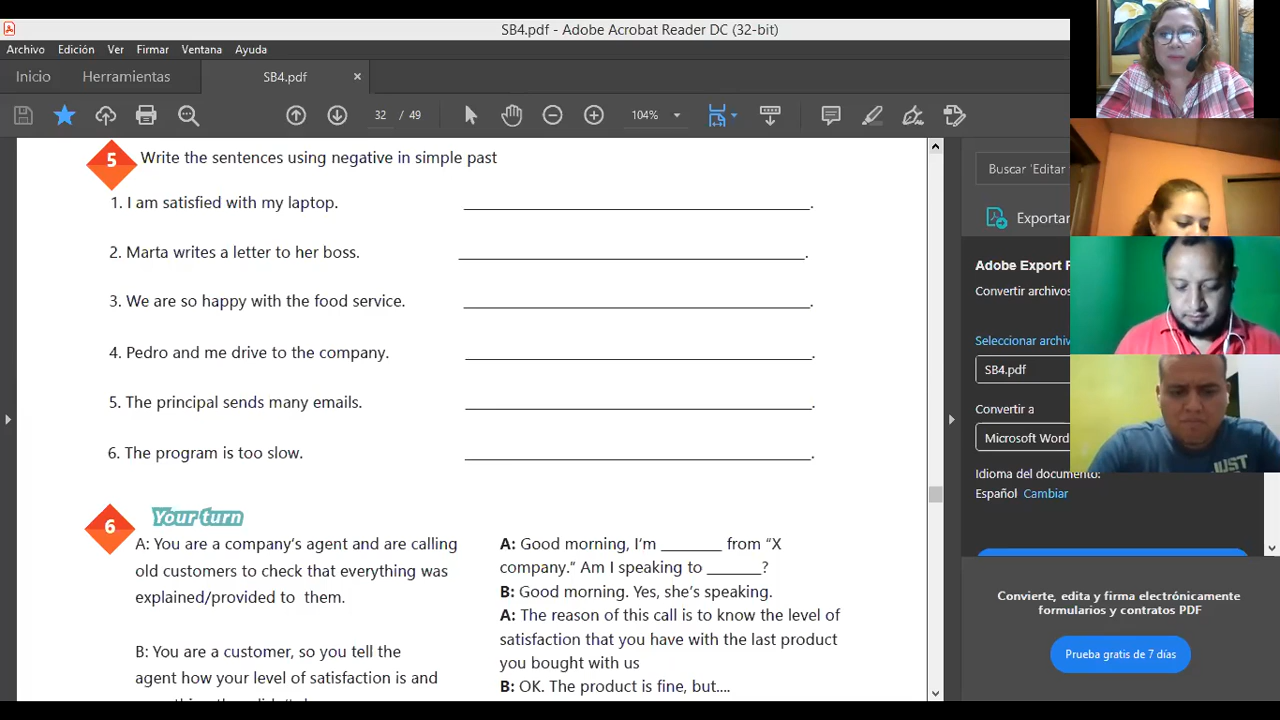 SB4.pdf - Adobe Acrobat Reader DC (32-bit)
Archivo Edición Ver Firmar Ventana Ayuda
Inicio Herramientas SB4.pdf ×
32 / 49 104%
5 Write the sentences using negative in simple past
1. I am satisfied with my laptop. ______________.
2. Marta writes a letter to her boss. ______________.
3. We are so happy with the food service. ______________.
4. Pedro and me drive to the company. ______________.
5. The principal sends many emails. ______________.
6. The program is too slow. ______________.
6 Your turn
A: You are a company's agent and are calling
old customers to check that everything was
explained/provided to them.
B: You are a customer, so you tell the
agent how your level of satisfaction is and
A: Good morning, I'm _______ from "X
company." Am I speaking to _______?
B: Good morning. Yes, she's speaking.
A: The reason of this call is to know the level of
satisfaction that you have with the last product
you bought with us
B: OK. The product is fine, but....
Buscar 'Editar
Exportar
Adobe Export
Convertir archivos
Seleccionar archiv
SB4.pdf
Convertir a
Microsoft Word
Idioma del documento:
Español Cambiar
Convierte, edita y firma electrónicamente
formularios y contratos PDF
Prueba gratis de 7 días
JUST